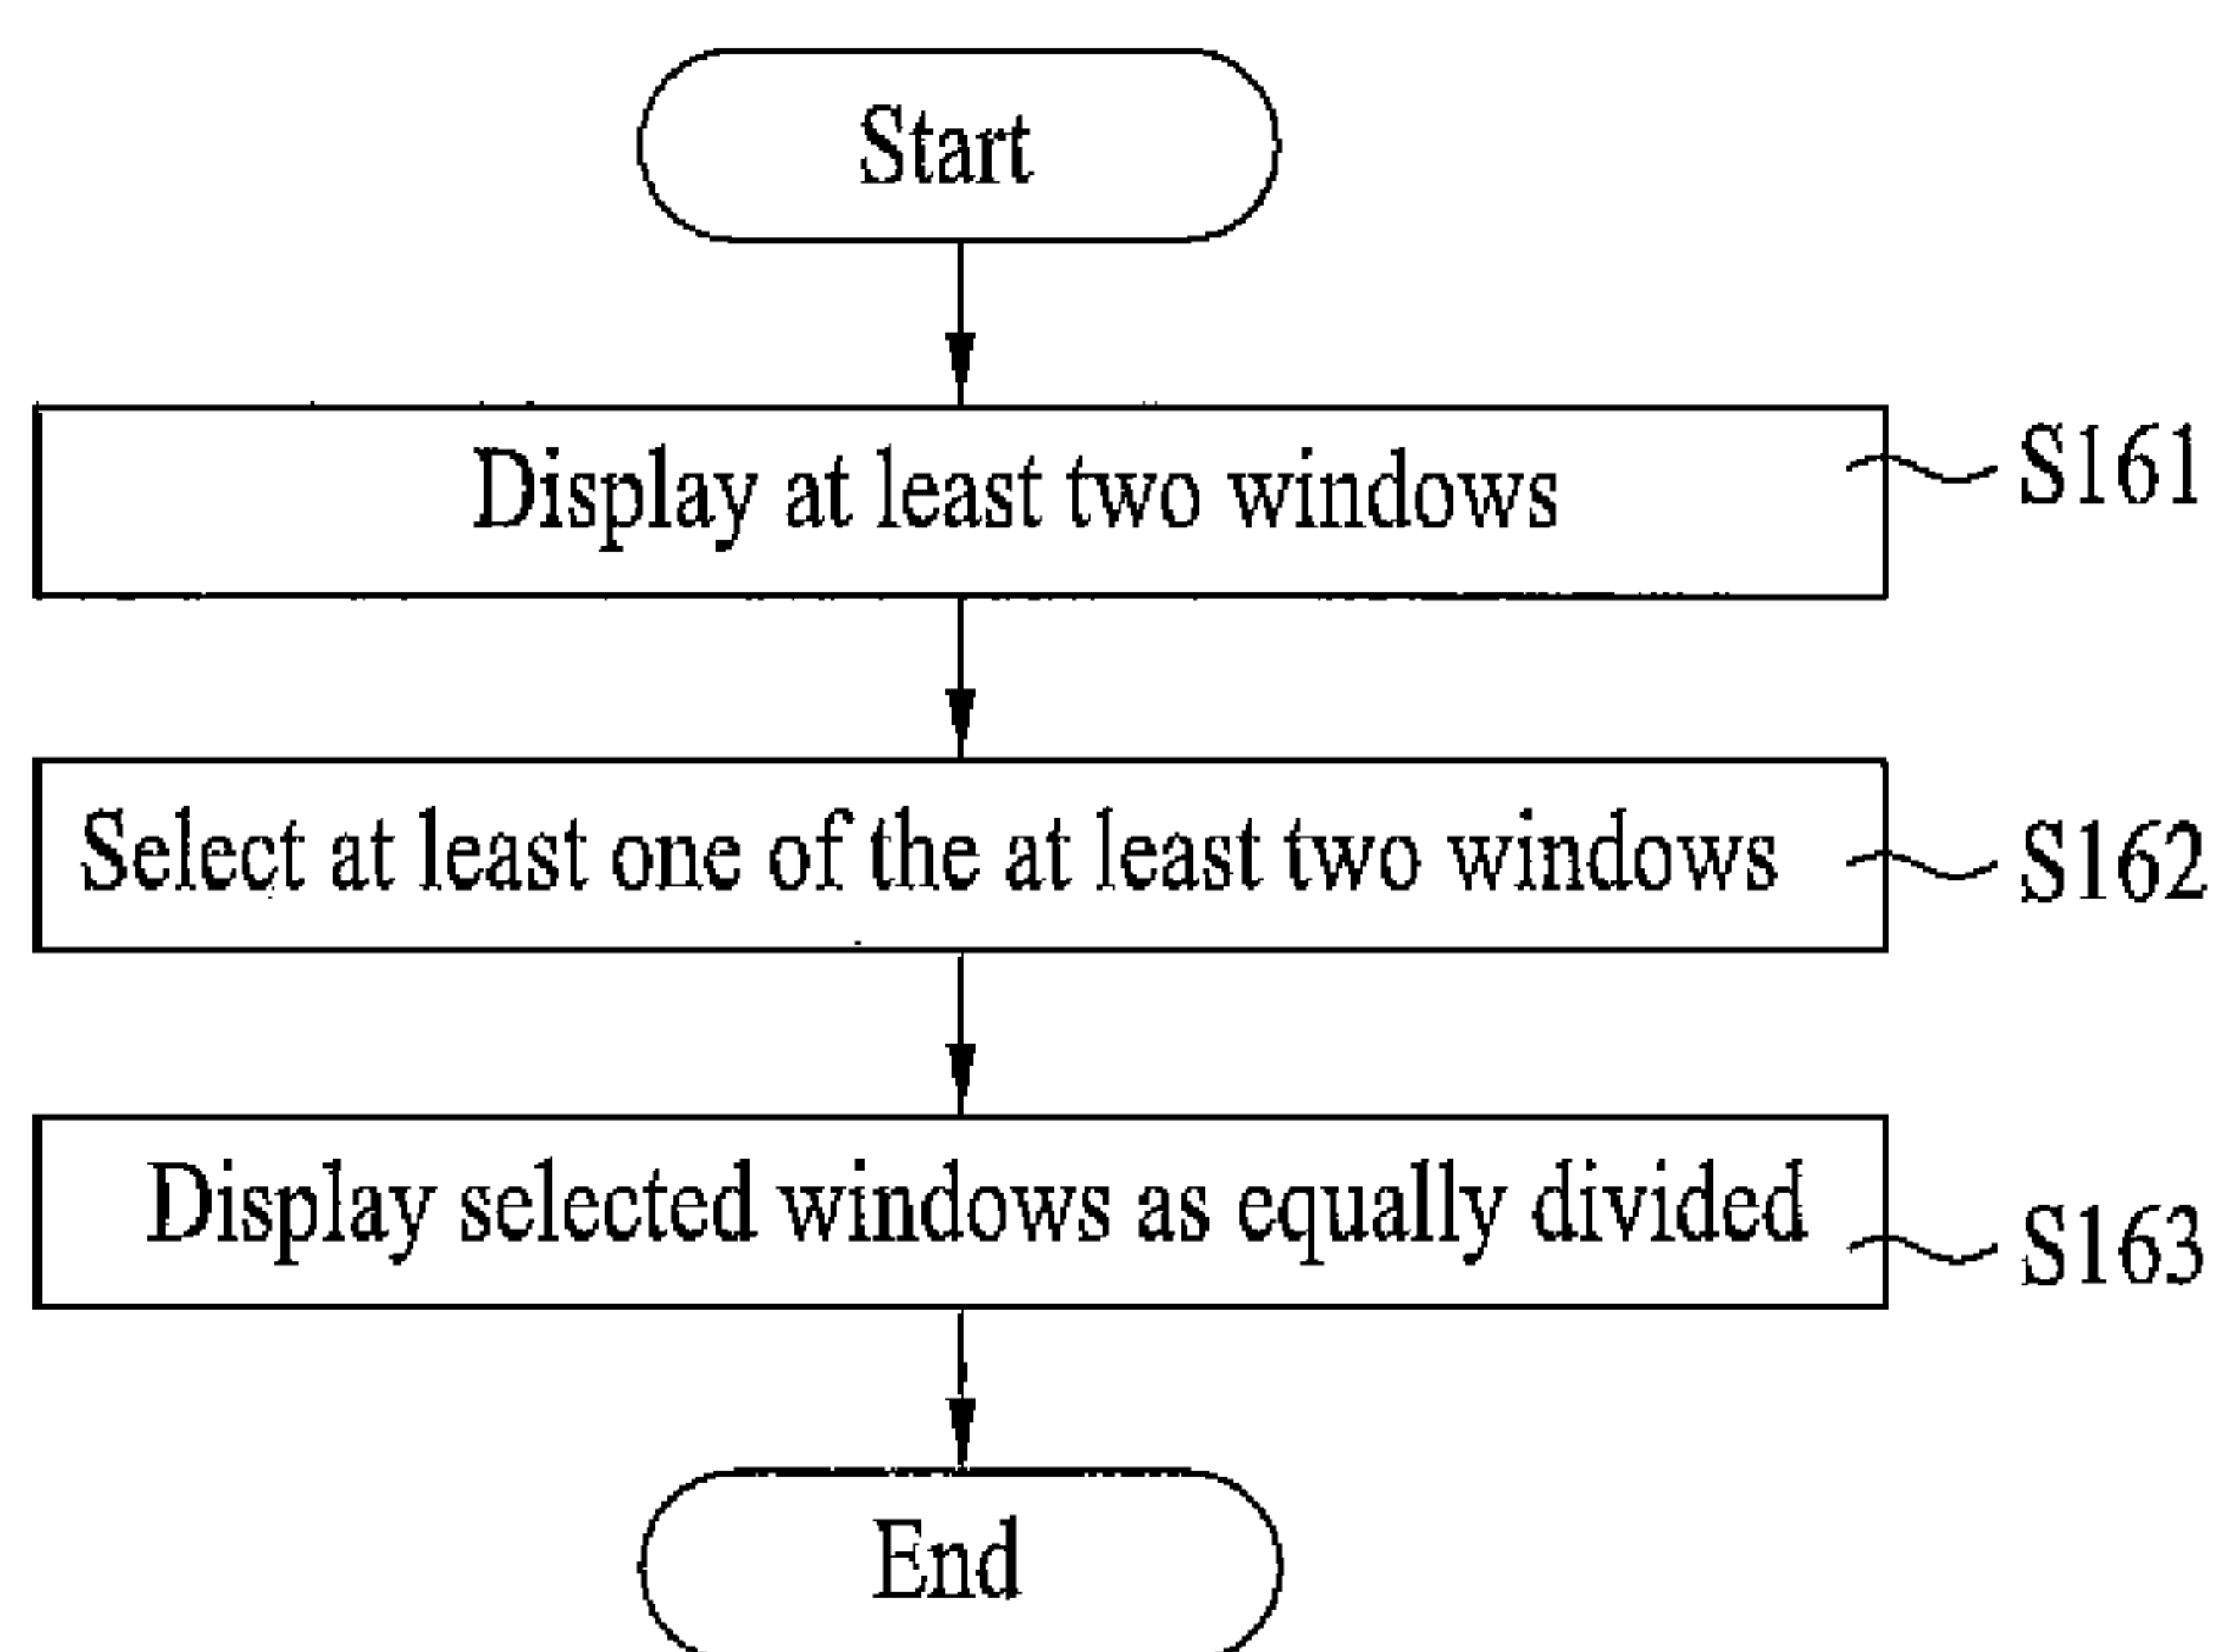 Start
Display at least two windows
S161
Select at least one of the at least two windows
S162
Display selected windows as equally divided
S163
End